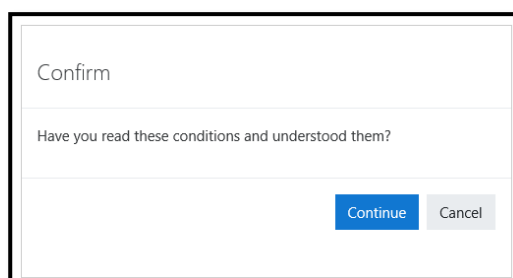 Confirm
Have you read these conditions and understood them?
Continue Cancel